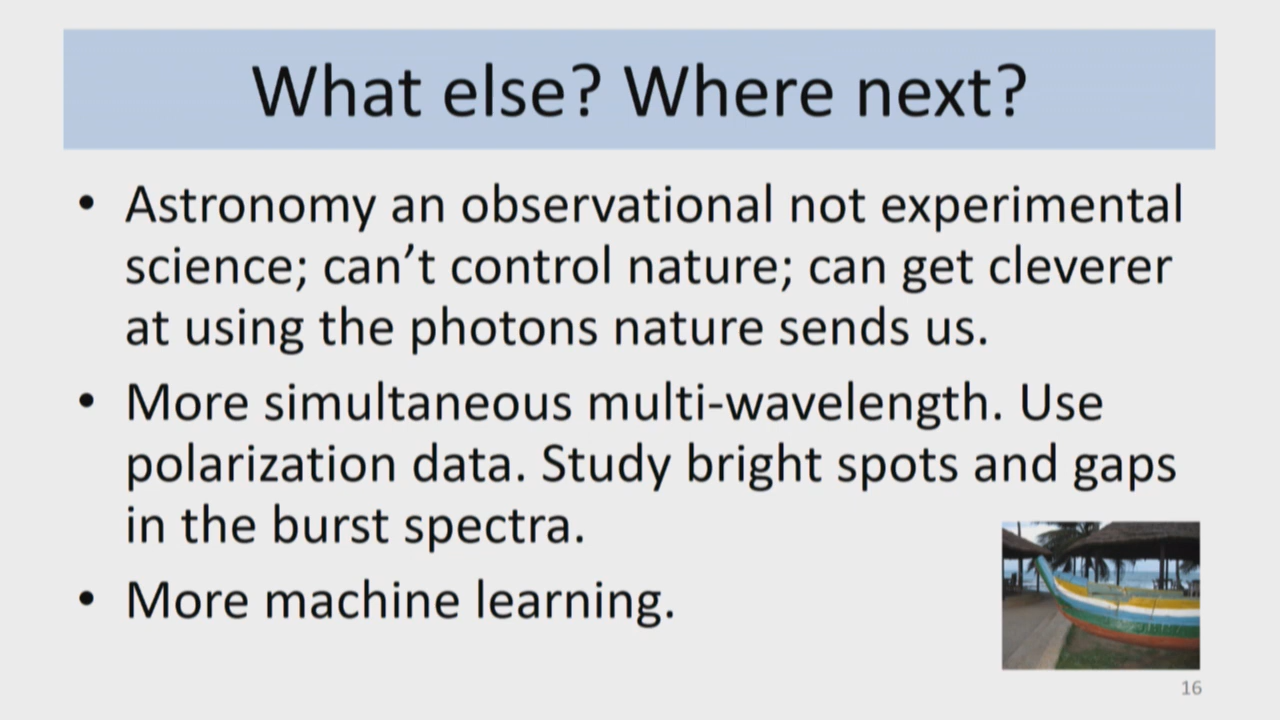 What else? Where next?
• Astronomy an observational not experimental
science; can’t control nature; can get cleverer
at using the photons nature sends us.
• More simultaneous multi-wavelength. Use
polarization data. Study bright spots and gaps
in the burst spectra.
• More machine learning.
16